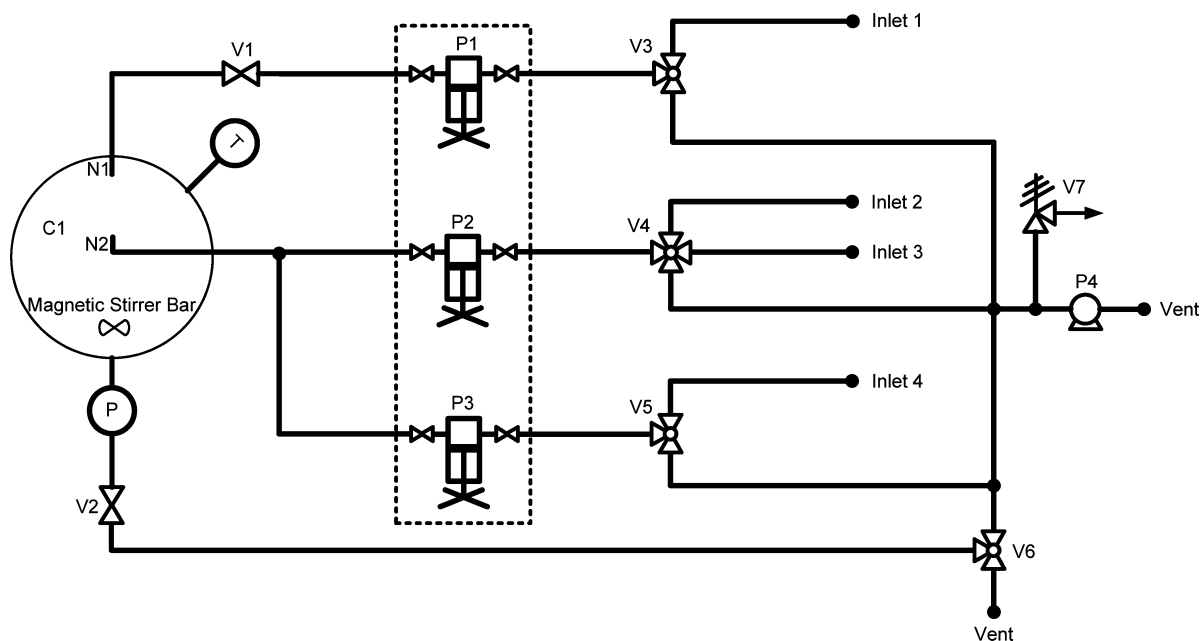 Inlet 1
V1
P1
V3
T
N1
V7
Inlet 2
C1
P2
V4
N2
Inlet 3
P4
Magnetic Stirrer Bar
Vent
Inlet 4
P3
V5
P
V2
V6
Vent